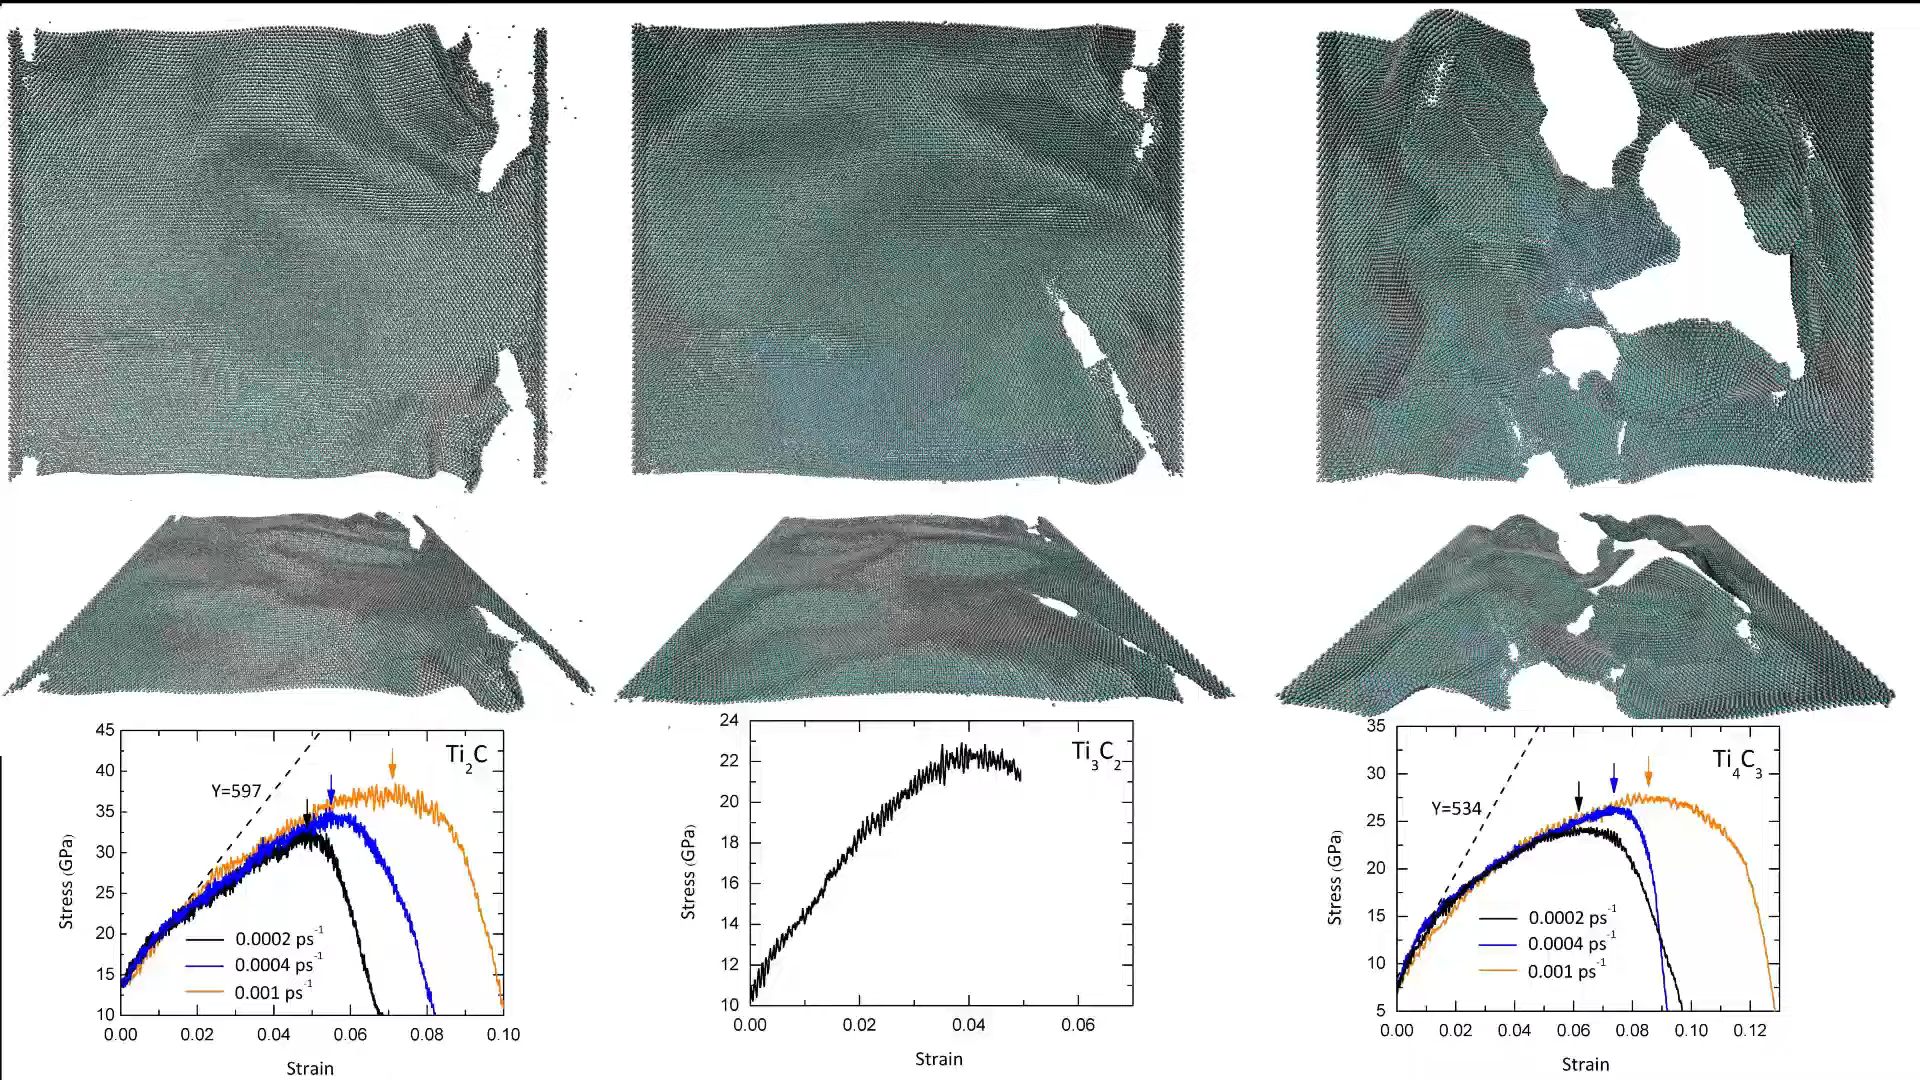 45
40
35
30
25
20
15
10
0.00 0.02 0.04 0.06 0.08 0.10
Stress (GPa)
Strain
Ti2C
Y=597
0.0002 ps-1
0.0004 ps-1
0.001 ps-1
24
22
20
18
16
14
12
10
0.00 0.02 0.04 0.06
Stress (GPa)
Strain
Ti3C2
35
30
25
20
15
10
5
0.00 0.02 0.04 0.06 0.08 0.10 0.12
Stress (GPa)
Strain
Ti4C3
Y=534
0.0002 ps-1
0.0004 ps-1
0.001 ps-1